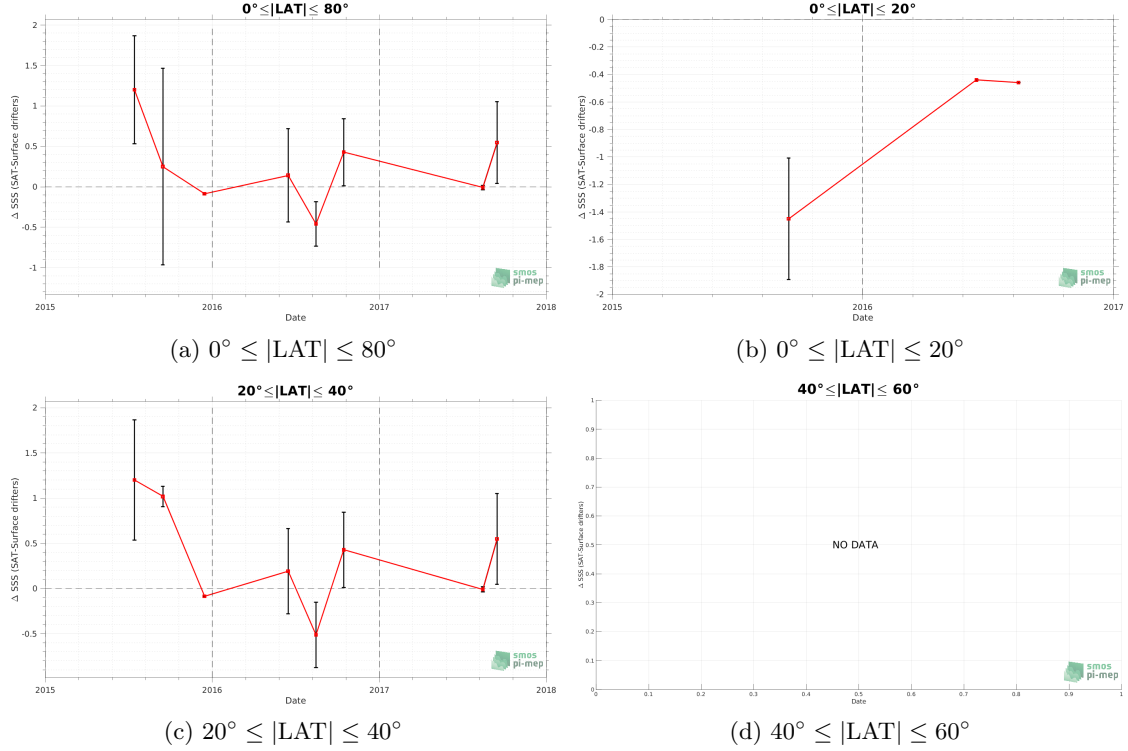 0°≤|LAT|≤ 80°
Δ SSS (SAT-Surface drifters)
2
1.5
1
0.5
0
-0.5
-1
2015
2016
2017
2018
Date
smos
pi-mep
(a) 0° ≤ |LAT| ≤ 80°
0°≤|LAT|≤ 20°
Δ SSS (SAT-Surface drifters)
0
-0.2
-0.4
-0.6
-0.8
-1
-1.2
-1.4
-1.6
-1.8
-2
2015
2016
2017
Date
smos
pi-mep
(b) 0° ≤ |LAT| ≤ 20°
20°≤|LAT|≤ 40°
Δ SSS (SAT-Surface drifters)
2
1.5
1
0.5
0
-0.5
2015
2016
2017
2018
Date
smos
pi-mep
(c) 20° ≤ |LAT| ≤ 40°
40°≤|LAT|≤ 60°
Δ SSS (SAT-Surface drifters)
1
0.9
0.8
0.7
0.6
0.5
0.4
0.3
0.2
0.1
0
NO DATA
0
0.1
0.2
0.3
0.4
0.5
0.6
0.7
0.8
0.9
1
Date
smos
pi-mep
(d) 40° ≤ |LAT| ≤ 60°